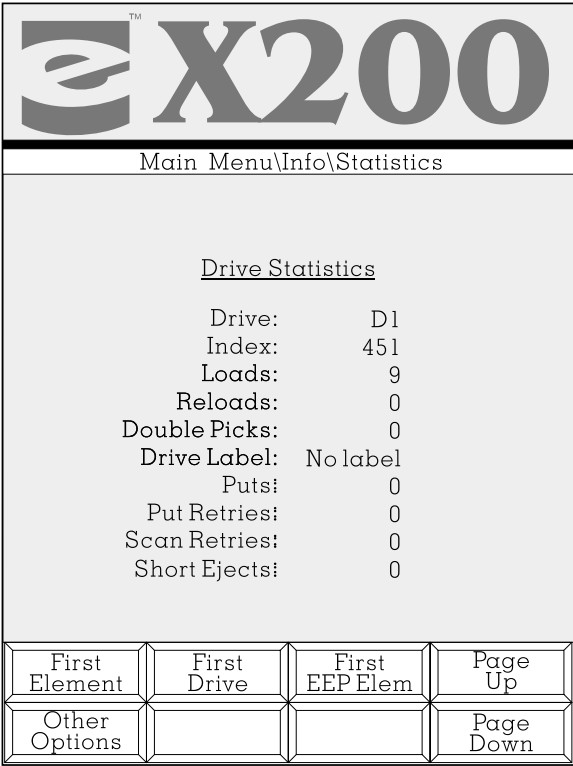 ™
X200
Main Menu\Info\Statistics
Drive Statistics
Drive: D1
Index: 451
Loads: 9
Reloads: 0
Double Picks: 0
Drive Label: No label
Puts: 0
Put Retries: 0
Scan Retries: 0
Short Ejects: 0
First Element
First Drive
First EEP Elem
Page Up
Other Options
Page Down